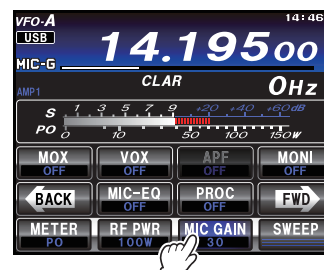 VFO-A 14:46
USB 14.19500
MIC-G
CLAR 0Hz
AMP1
S 1 3 5 7 9 +20 +40 +60dB
PO 0 10 50 100 150W
MOX VOX APF MONI
OFF OFF OFF OFF
BACK MIC-EQ PROC FWD
OFF OFF
METER RF PWR MIC GAIN SWEEP
PO 100W 30